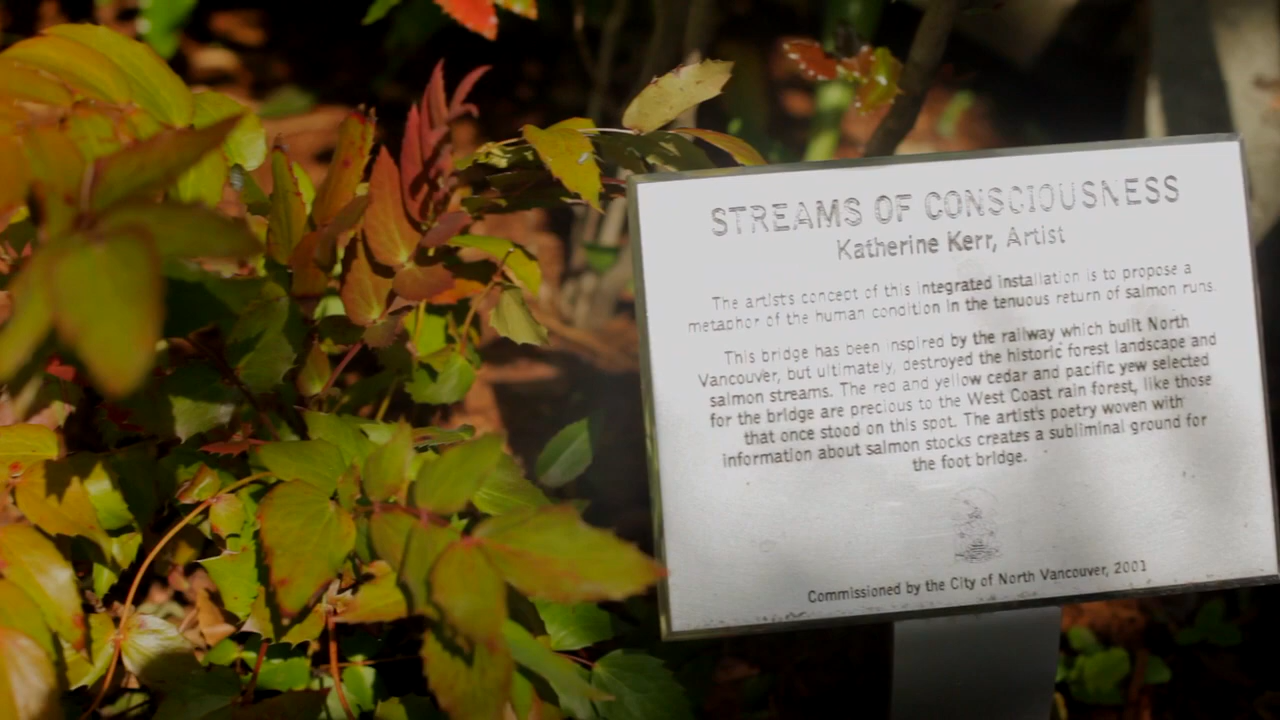 STREAMS OF CONSCIOUSNESS
Katherine Kerr, Artist
The artists concept of this integrated installation is to propose a
metaphor of the human condition in the tenuous return of salmon runs.
This bridge has been inspired by the railway which built North
Vancouver, but ultimately, destroyed the historic forest landscape and
salmon streams. The red and yellow cedar and pacific yew selected
for the bridge are precious to the West Coast rain forest, like those
that once stood on this spot. The artist's poetry woven with
information about salmon stocks creates a subliminal ground for
the foot bridge.
Commissioned by the City of North Vancouver, 2001